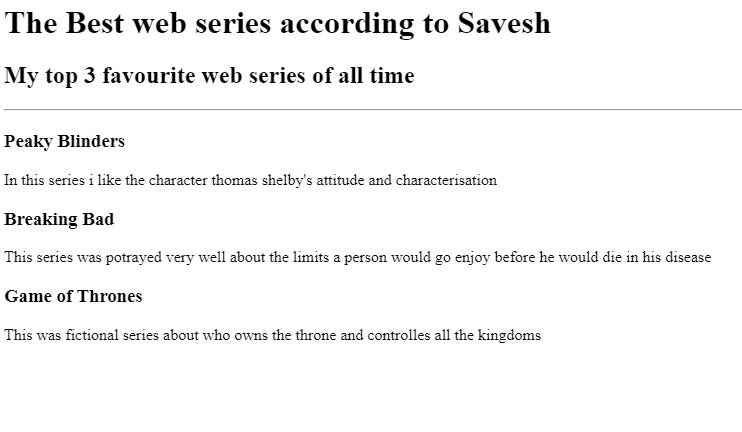 The Best web series according to Savesh
My top 3 favourite web series of all time
Peaky Blinders
In this series i like the character thomas shelby's attitude and characterisation
Breaking Bad
This series was potrayed very well about the limits a person would go enjoy before he would die in his disease
Game of Thrones
This was fictional series about who owns the throne and controlles all the kingdoms